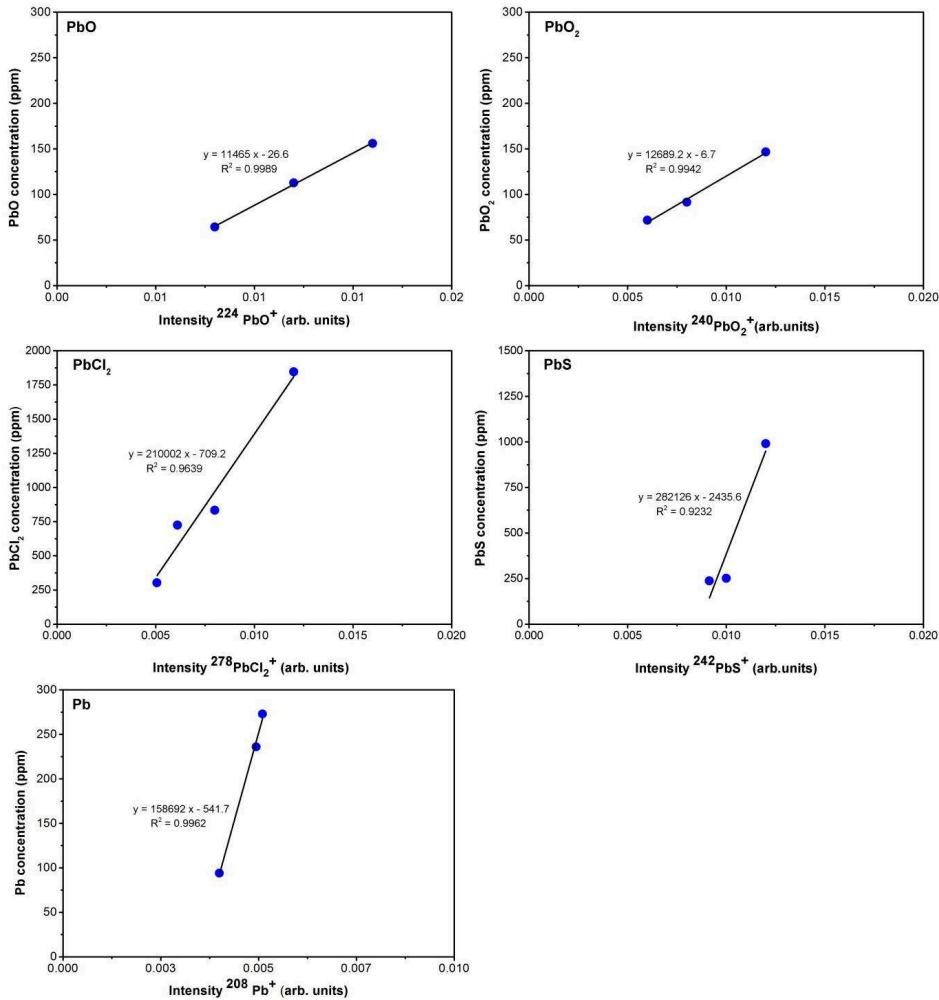 PbO
PbO concentration (ppm)
300
250
200
150
100
50
0
y = 11465 x - 26.6
R² = 0.9989
0.00
0.01
0.01
0.01
0.02
Intensity ²²⁴ PbO⁺ (arb. units)
PbO₂
PbO₂ concentration (ppm)
300
250
200
150
100
50
0
y = 12689.2 x - 6.7
R² = 0.9942
0.000
0.005
0.010
0.015
0.020
Intensity ²⁴⁰PbO₂⁺(arb.units)
PbCl₂
PbCl₂ concentration (ppm)
2000
1750
1500
1250
1000
750
500
250
0
y = 210002 x - 709.2
R² = 0.9639
0.000
0.005
0.010
0.015
0.020
Intensity ²⁷⁸PbCl₂⁺ (arb. units)
PbS
PbS concentration (ppm)
1500
1000
500
250
0
y = 282126 x - 2435.6
R² = 0.9232
0.000
0.005
0.010
0.015
0.020
Intensity ²⁴²PbS⁺ (arb.units)
Pb
Pb concentration (ppm)
300
250
200
150
100
50
0
y = 158692 x - 541.7
R² = 0.9962
0.000
0.003
0.005
0.007
0.010
Intensity ²⁰⁸ Pb⁺ (arb. units)